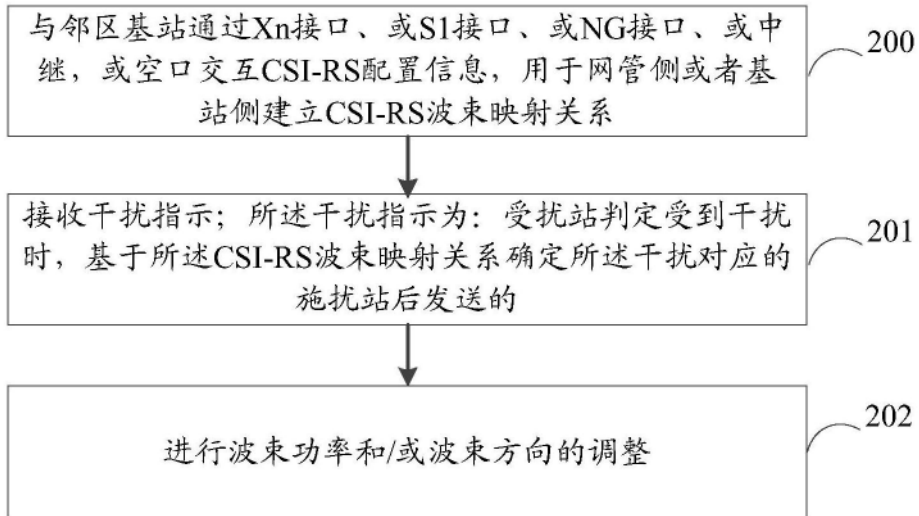 与邻区基站通过Xn接口、或S1接口、或NG接口、或中
继，或空口交互CSI-RS配置信息，用于网管侧或者基
站侧建立CSI-RS波束映射关系
200
接收干扰指示；所述干扰指示为：受扰站判定受到干扰
时，基于所述CSI-RS波束映射关系确定所述干扰对应的
施扰站后发送的
201
进行波束功率和/或波束方向的调整
202